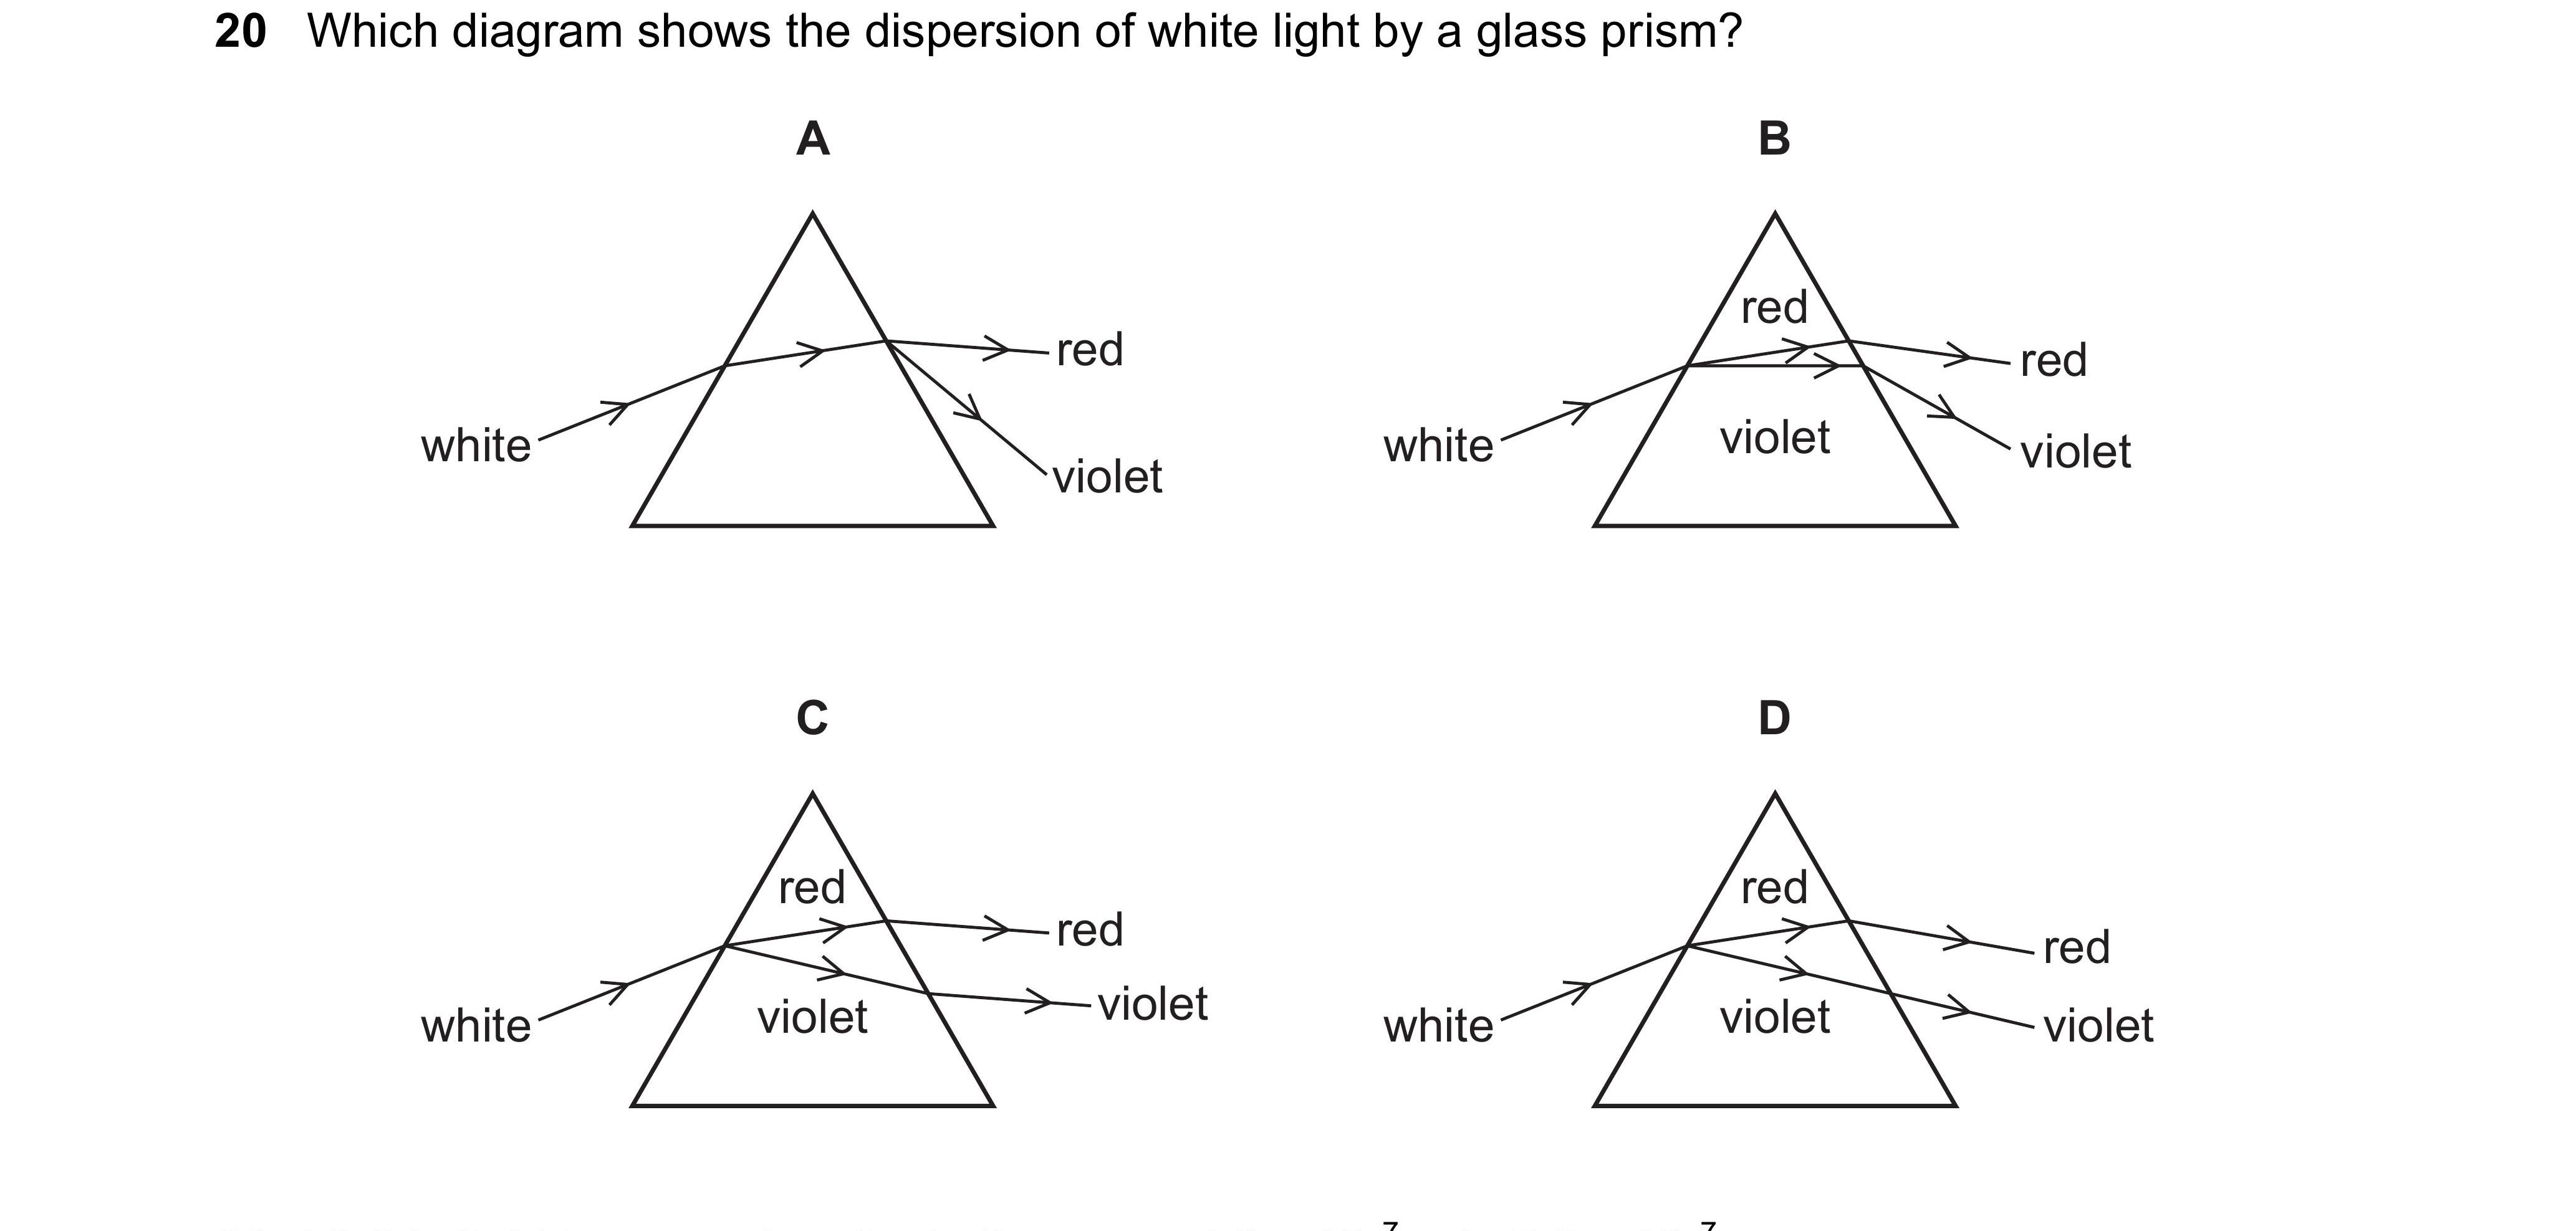 20 Which diagram shows the dispersion of white light by a glass prism?
A
B
red
red
red
white
violet
violet
white
violet
C
D
red
red
red
red
white
violet
violet
white
violet
violet